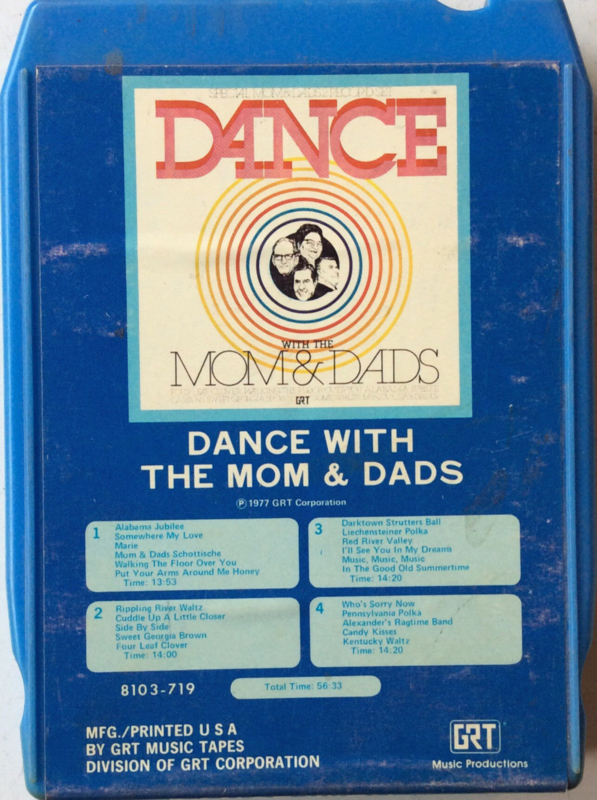 SPECIAL MOM & DADS RECORDING
DANCE
WITH THE
MOM & DADS
GRT
DANCE WITH
THE MOM & DADS
Ⓟ 1977 GRT Corporation
1
Alabama Jubilee
Somewhere My Love
Marie
Mom & Dads Schottische
Walking The Floor Over You
Put Your Arms Around Me Honey
Time: 13:53
2
Rippling River Waltz
Cuddle Up A Little Closer
Side By Side
Sweet Georgia Brown
Four Leaf Clover
Time: 14:00
3
Darktown Strutters Ball
Liechensteiner Polka
Red River Valley
I'll See You In My Dreams
Music, Music, Music
In The Good Old Summertime
Time: 14:20
4
Who's Sorry Now
Pennsylvania Polka
Alexander's Ragtime Band
Candy Kisses
Kentucky Waltz
Time: 14:20
8103-719
Total Time: 56:33
MFG./PRINTED U S A
BY GRT MUSIC TAPES
DIVISION OF GRT CORPORATION
GRT
Music Productions